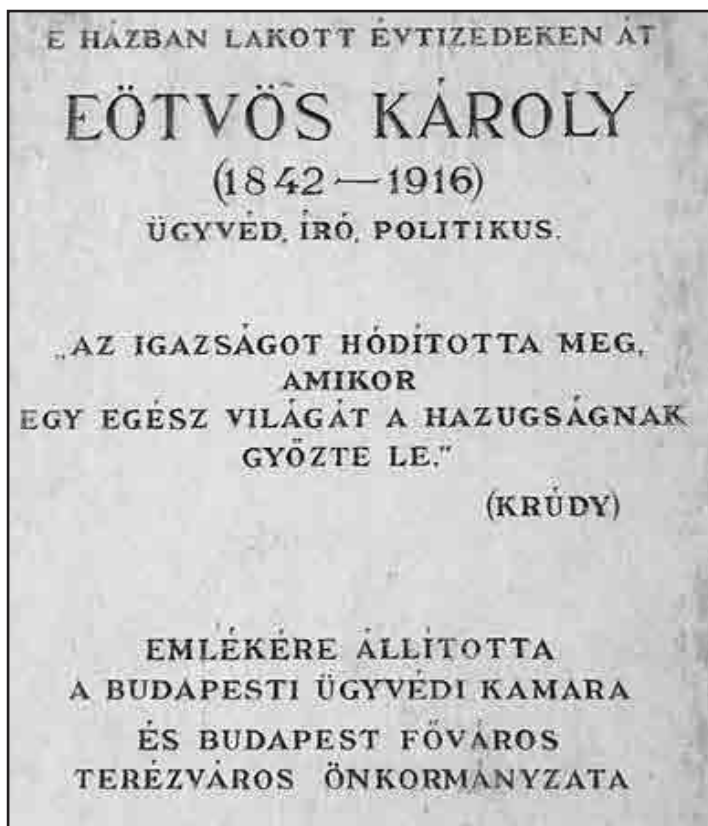 E HÁZBAN LAKOTT ÉVTIZEDEKEN ÁT
EÖTVÖS KÁROLY
(1842—1916)
ÜGYVÉD, ÍRÓ, POLITIKUS.
„AZ IGAZSÁGOT HÓDÍTOTTA MEG,
AMIKOR
EGY EGÉSZ VILÁGÁT A HAZUGSÁGNAK
GYŐZTE LE.”
(KRÚDY)
EMLÉKÉRE ÁLLÍTOTTA
A BUDAPESTI ÜGYVÉDI KAMARA
ÉS BUDAPEST FŐVÁROS
TERÉZVÁROS ÖNKORMÁNYZATA